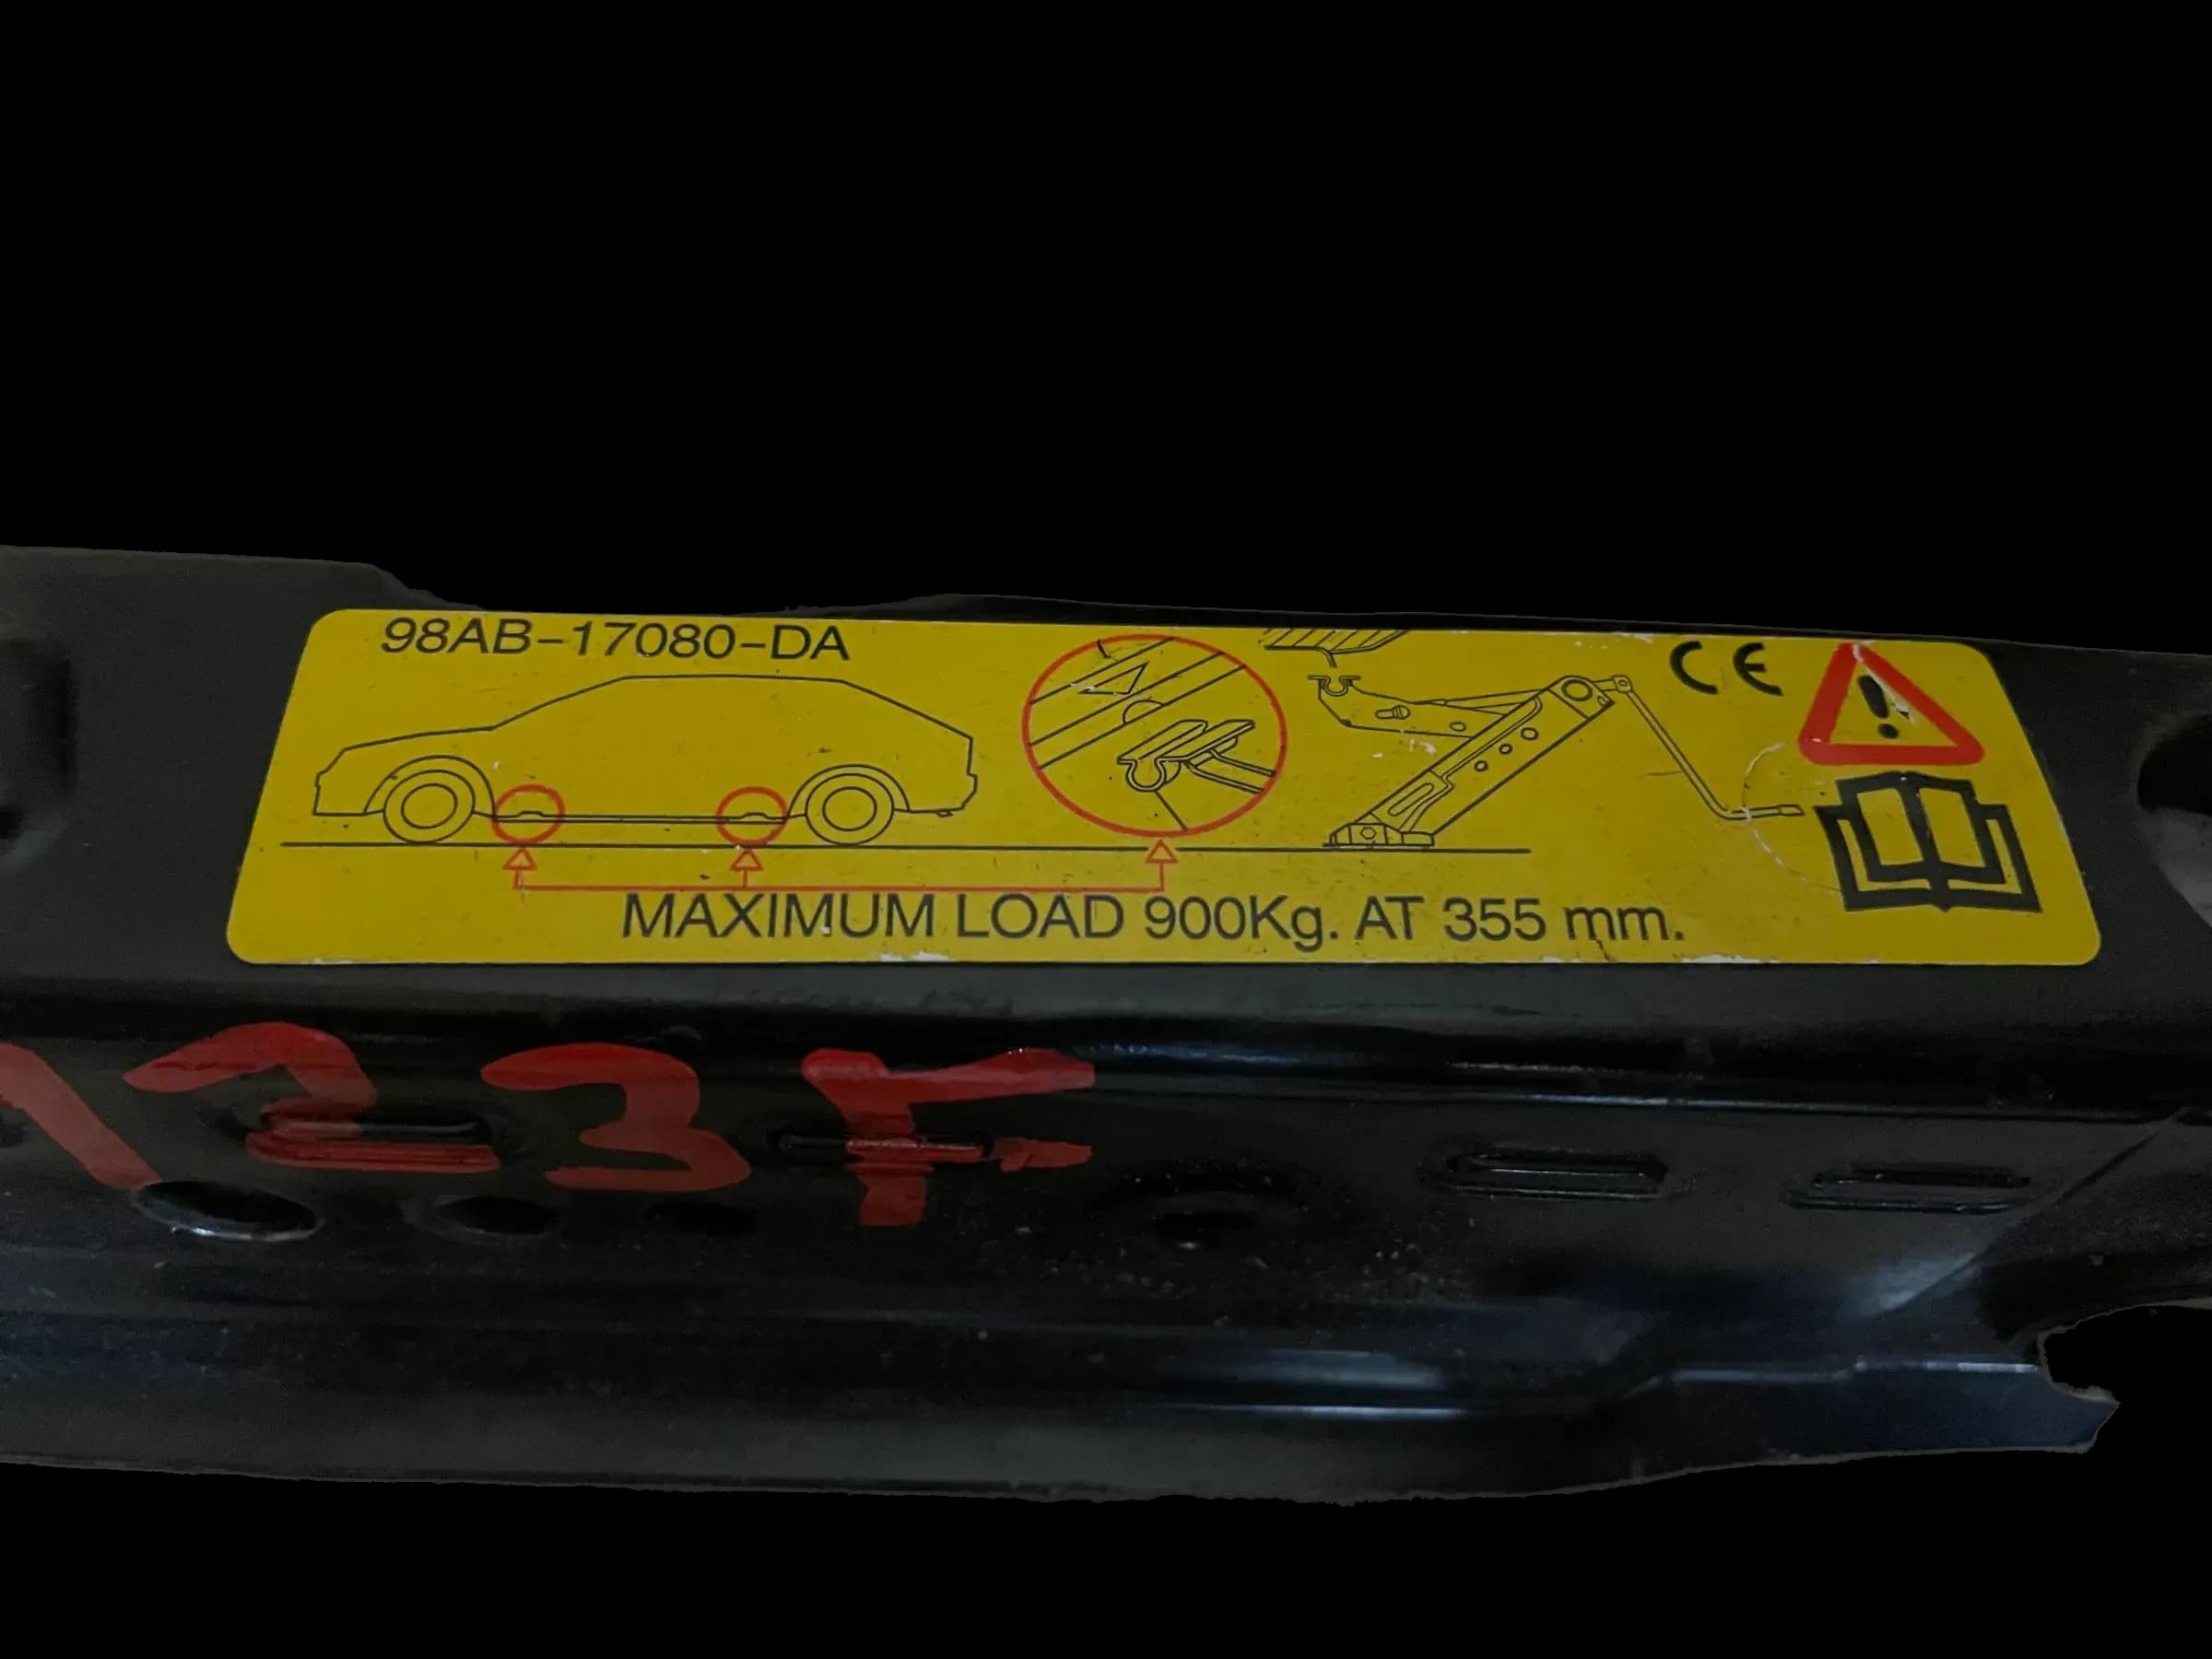 98AB-17080-DA
CE
MAXIMUM LOAD 900Kg. AT 355 mm.